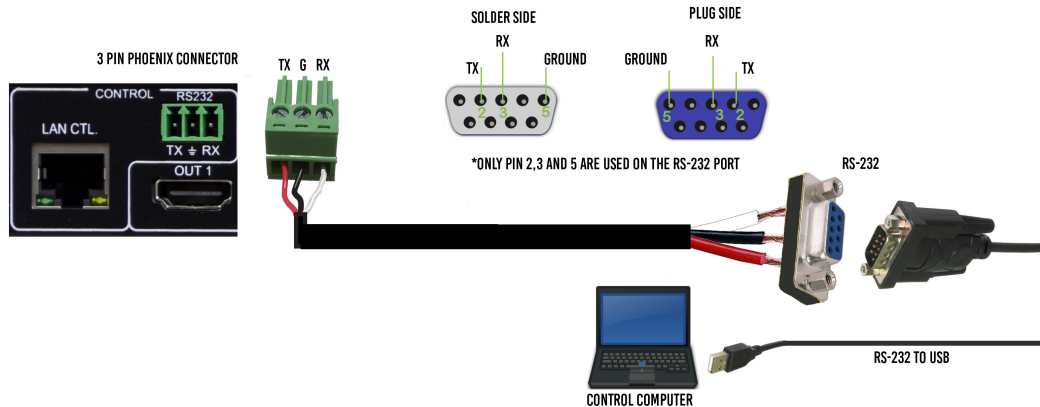 3 PIN PHOENIX CONNECTOR
CONTROL
RS232
LAN CTL.
TX ⏚ RX
OUT 1
TX G RX
SOLDER SIDE
RX
TX
GROUND
2 3 5
PLUG SIDE
RX
GROUND
TX
5 3 2
*ONLY PIN 2,3 AND 5 ARE USED ON THE RS-232 PORT
RS-232
RS-232 TO USB
CONTROL COMPUTER